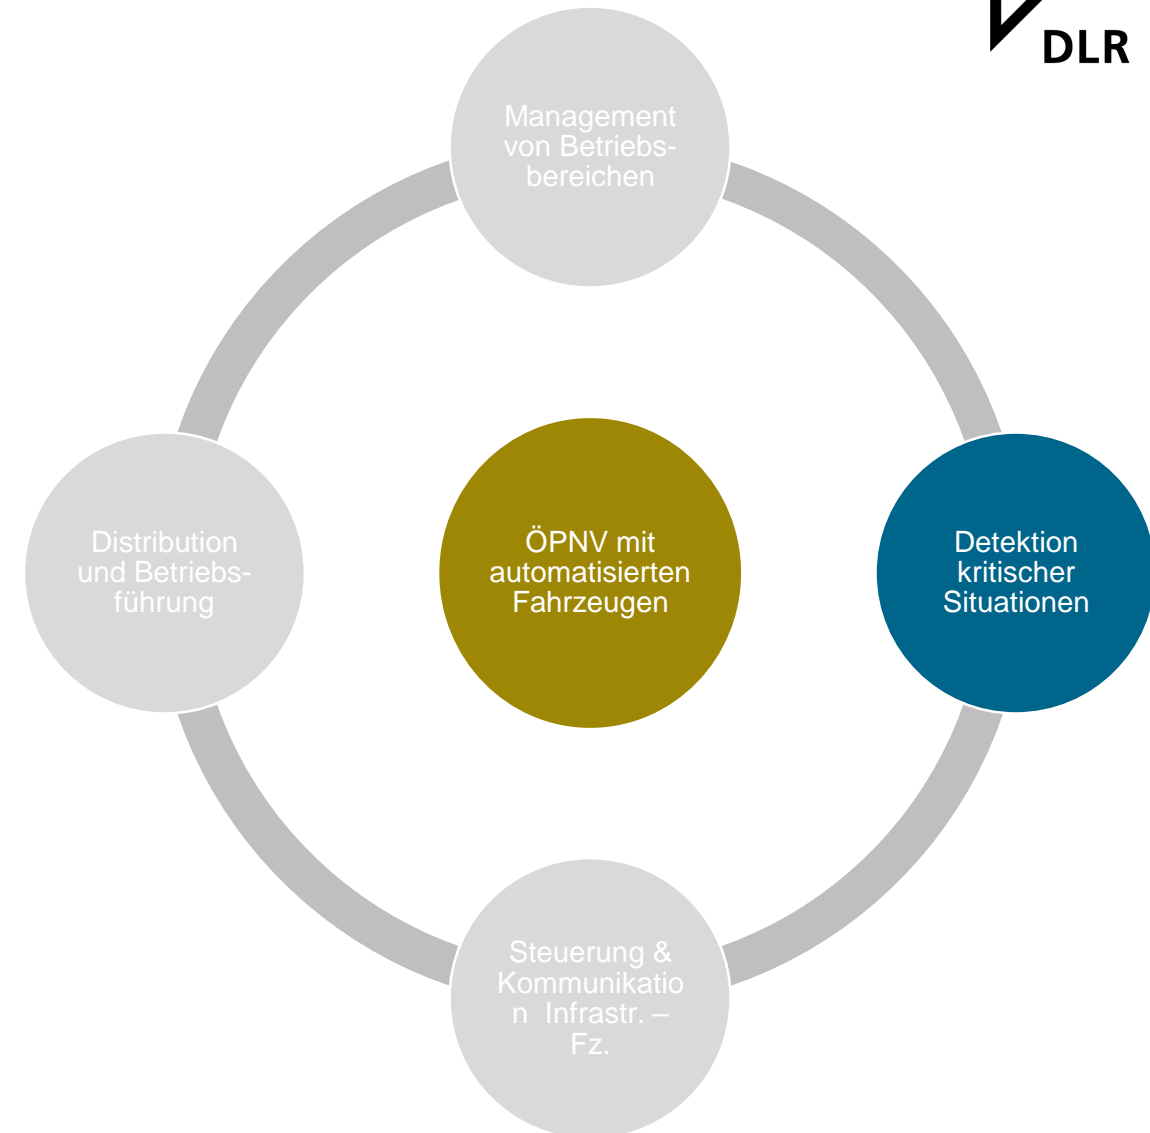 DLR
Management
von Betriebs-
bereichen
Distribution
und Betriebs-
führung
ÖPNV mit
automatisierten
Fahrzeugen
Detektion
kritischer
Situationen
Steuerung &
Kommunikatio
n Infrastr. –
Fz.